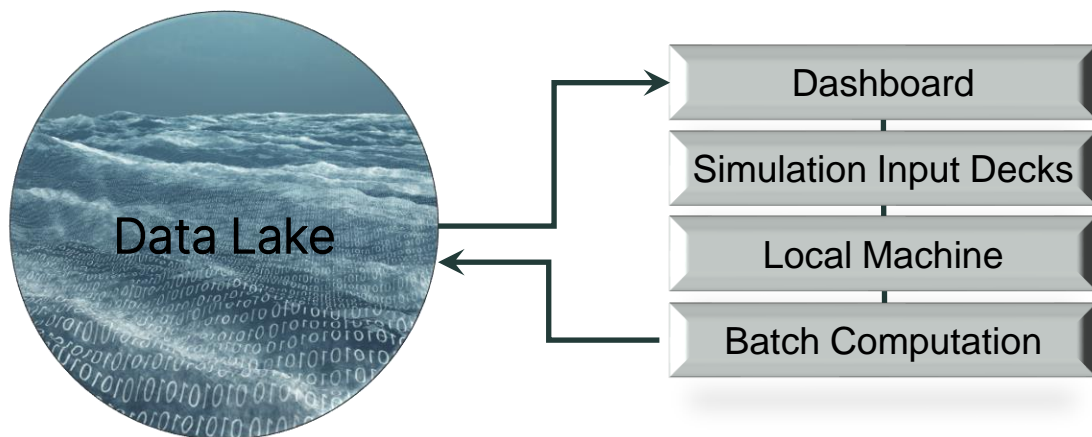 Data Lake
Dashboard
Simulation Input Decks
Local Machine
Batch Computation